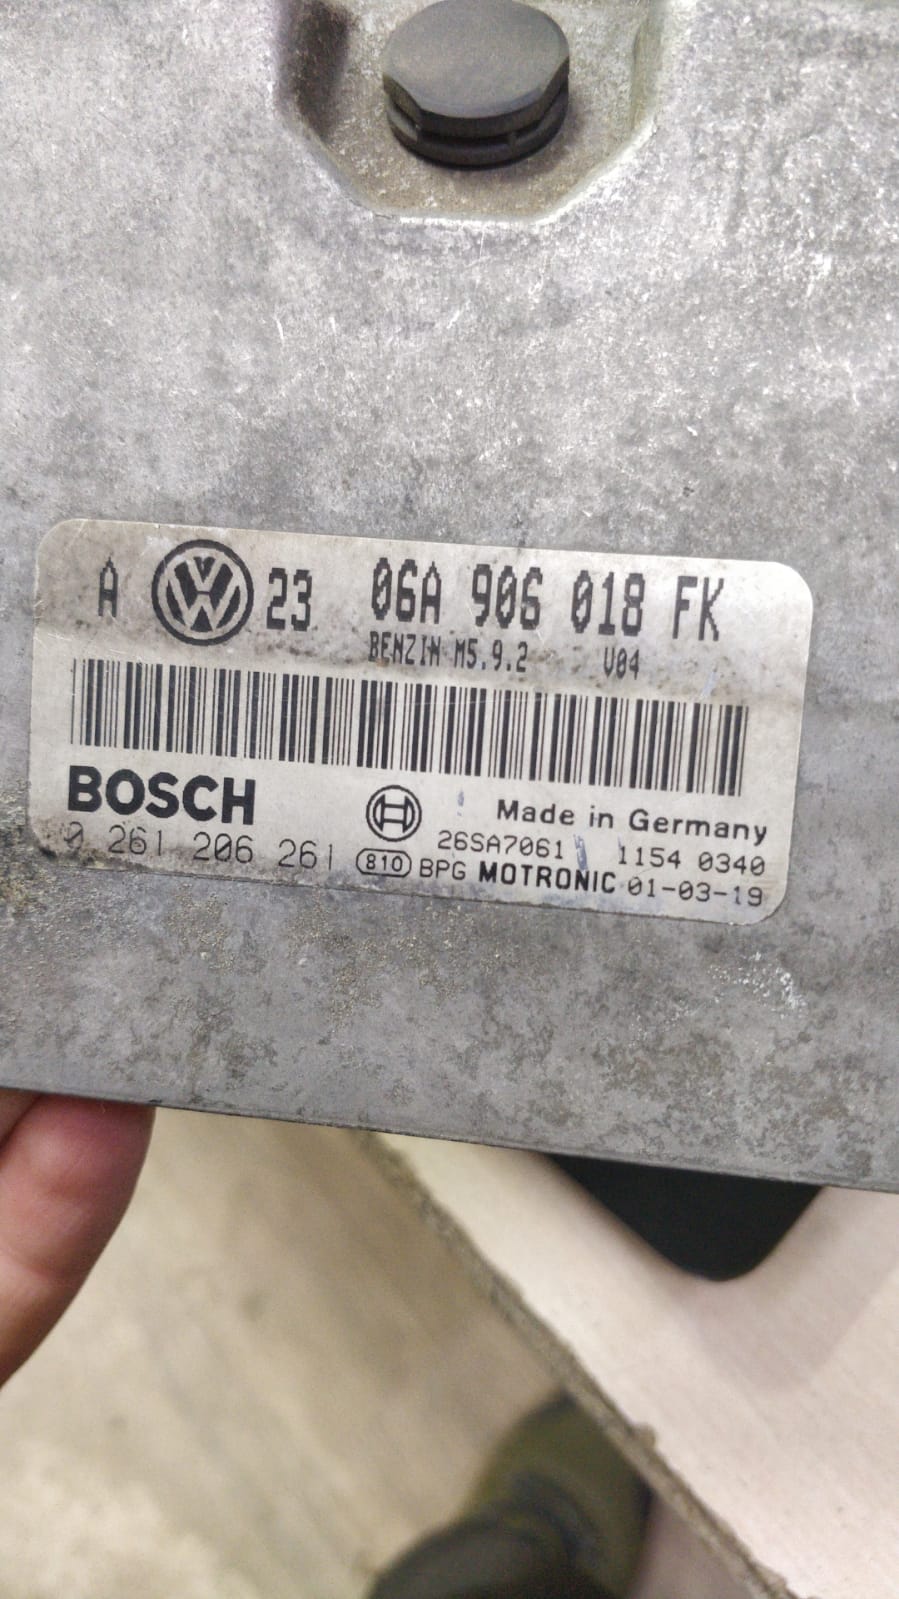 A 23 06A 906 018 FK
BENZIN M5.9.2 V04
BOSCH Made in Germany
0 261 206 261 26SA7061 1154 0340
810 BPG MOTRONIC 01-03-19